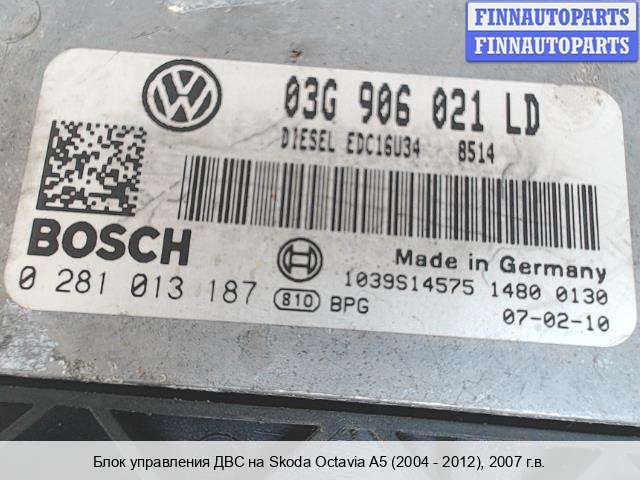 FINNAUTOPARTS
FINNAUTOPARTS
03G 906 021 LD
DIESEL EDC16U34 8514
BOSCH
Made in Germany
0 281 013 187
1039S14575 1480 0130
810 BPG
07-02-10
Блок управления ДВС на Skoda Octavia A5 (2004 - 2012), 2007 г.в.